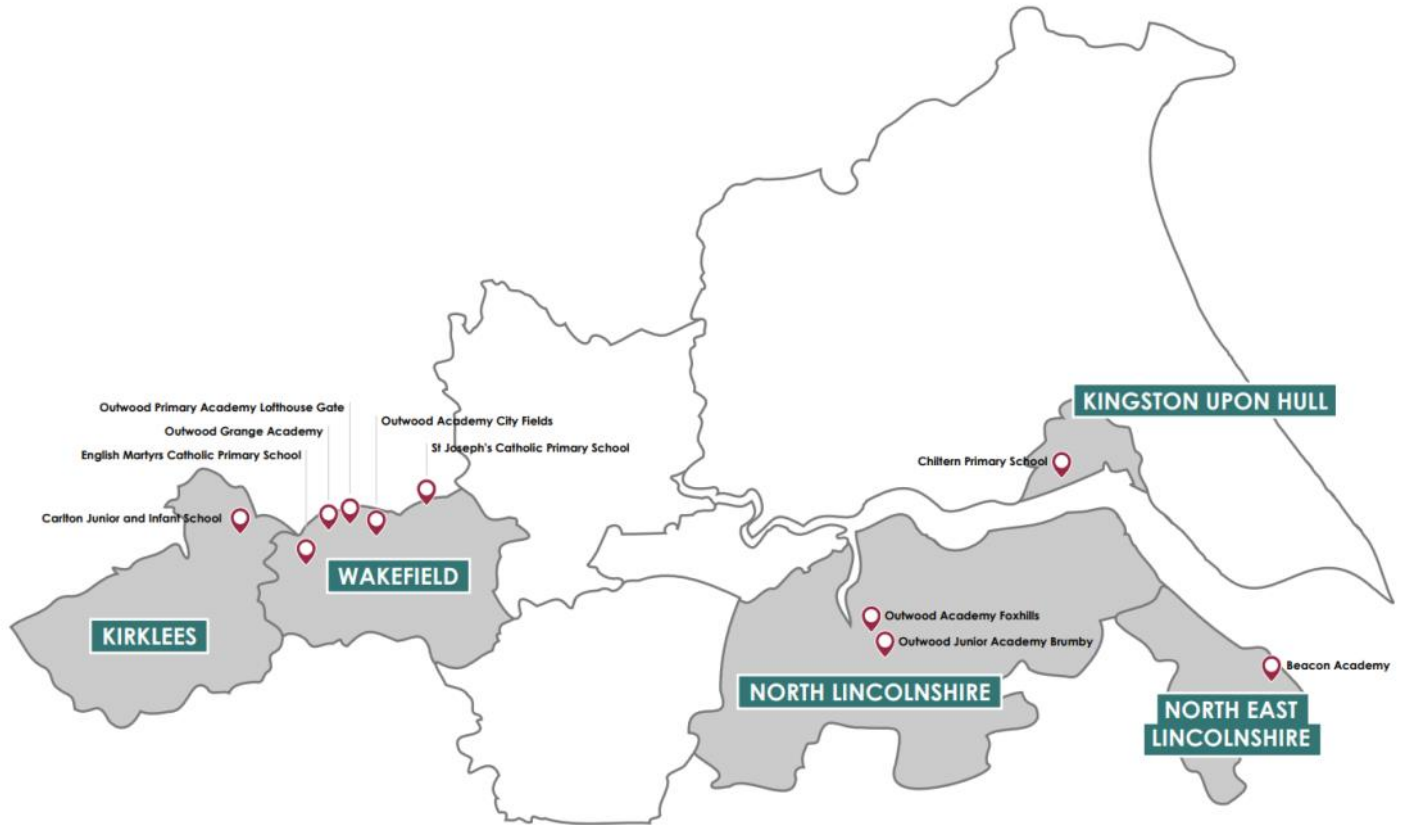 KINGSTON UPON HULL
Outwood Primary Academy Lofthouse Gate
Outwood Academy City Fields
Outwood Grange Academy
St Joseph's Catholic Primary School
English Martyrs Catholic Primary School
Chiltern Primary School
Carlton Junior and Infant School
WAKEFIELD
Outwood Academy Foxhills
KIRKLEES
Outwood Junior Academy Brumby
Beacon Academy
NORTH LINCOLNSHIRE
NORTH EAST
LINCOLNSHIRE